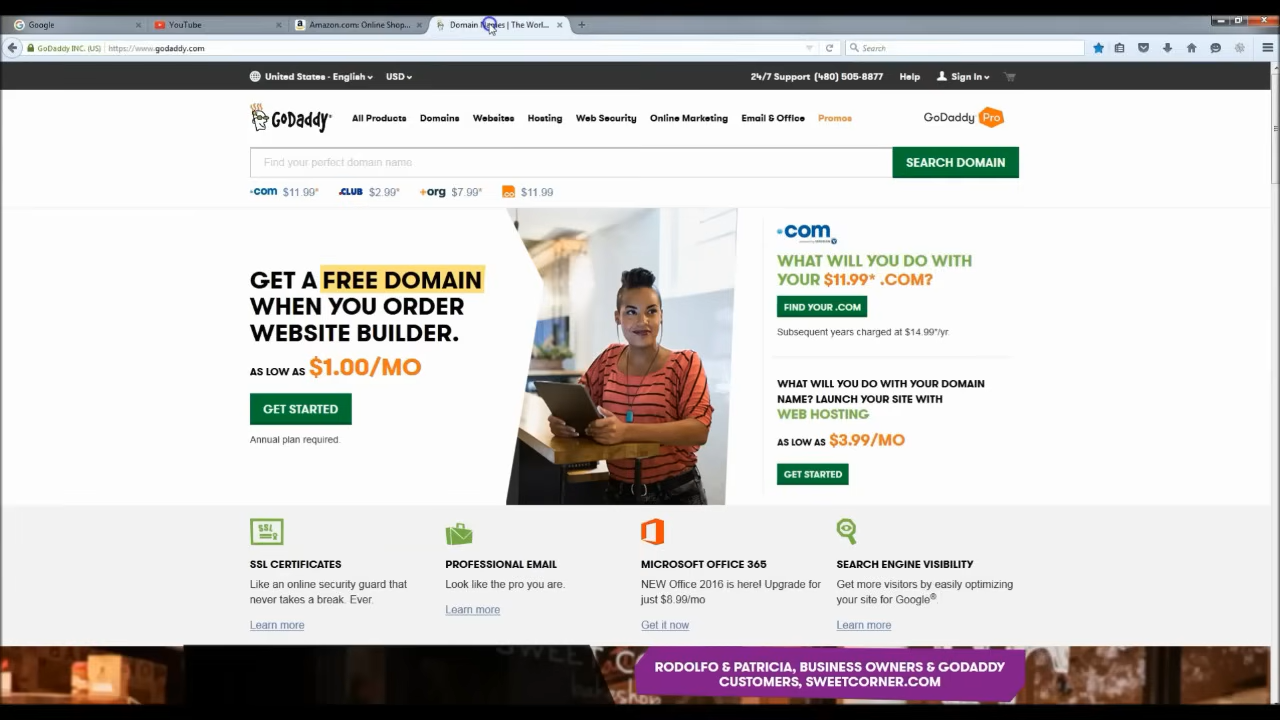 Google
YouTube
Amazon.com: Online Shop...
Domain Names | The Worl...
GoDaddy INC. (US)
https://www.godaddy.com
Search
United States - English
USD
24/7 Support (480) 505-8877
Help
Sign In
GoDaddy
All Products
Domains
Websites
Hosting
Web Security
Online Marketing
Email & Office
Promos
GoDaddy Pro
Find your perfect domain name
SEARCH DOMAIN
.com $11.99*
.CLUB $2.99*
.org $7.99*
$11.99
GET A FREE DOMAIN
WHEN YOU ORDER
WEBSITE BUILDER.
AS LOW AS $1.00/MO
GET STARTED
Annual plan required.
.com
WHAT WILL YOU DO WITH
YOUR $11.99* .COM?
FIND YOUR .COM
Subsequent years charged at $14.99*/yr.
WHAT WILL YOU DO WITH YOUR DOMAIN
NAME? LAUNCH YOUR SITE WITH
WEB HOSTING
AS LOW AS $3.99/MO
GET STARTED
SSL
SSL CERTIFICATES
Like an online security guard that
never takes a break. Ever.
Learn more
PROFESSIONAL EMAIL
Look like the pro you are.
Learn more
MICROSOFT OFFICE 365
NEW Office 2016 is here! Upgrade for
just $8.99/mo
Get it now
SEARCH ENGINE VISIBILITY
Get more visitors by easily optimizing
your site for Google®.
Learn more
RODOLFO & PATRICIA, BUSINESS OWNERS & GODADDY
CUSTOMERS, SWEETCORNER.COM